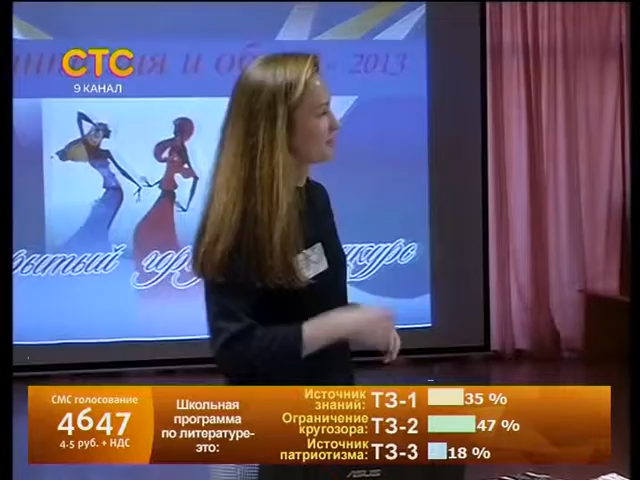 и - 2013
СТС
9 КАНАЛ
СМС голосование
4647
4.5 руб. + НДС
Школьная
программа
по литературе-
это:
Источник
знаний:
ТЗ-1
35 %
Ограничение
кругозора:
ТЗ-2
47 %
Источник
патриотизма:
ТЗ-3
18 %
ASUS